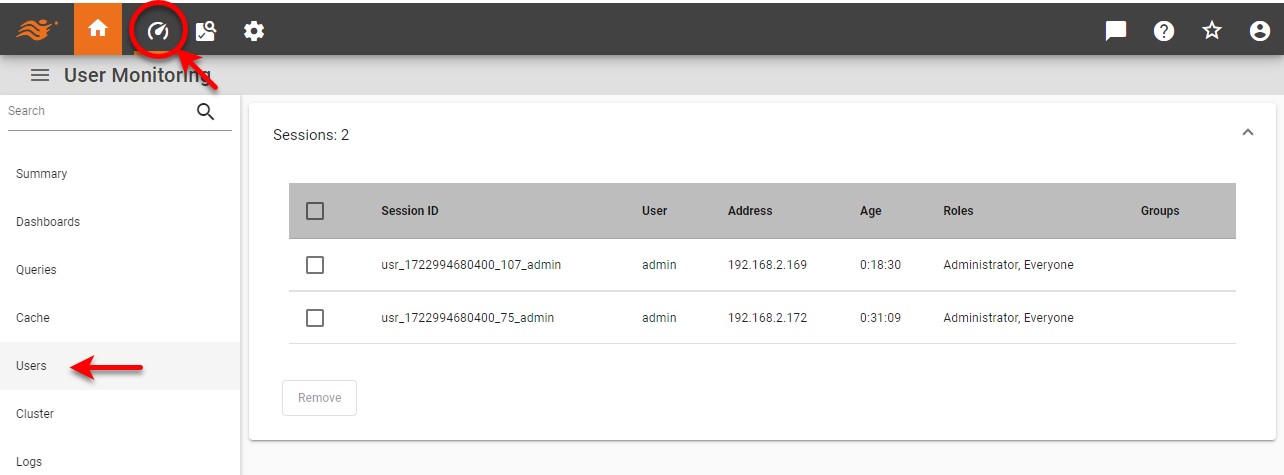 User Monitoring
Search
Summary
Dashboards
Queries
Cache
Users
Cluster
Logs
Sessions: 2
Session ID User Address Age Roles Groups
usr_1722994680400_107_admin admin 192.168.2.169 0:18:30 Administrator, Everyone
usr_1722994680400_75_admin admin 192.168.2.172 0:31:09 Administrator, Everyone
Remove